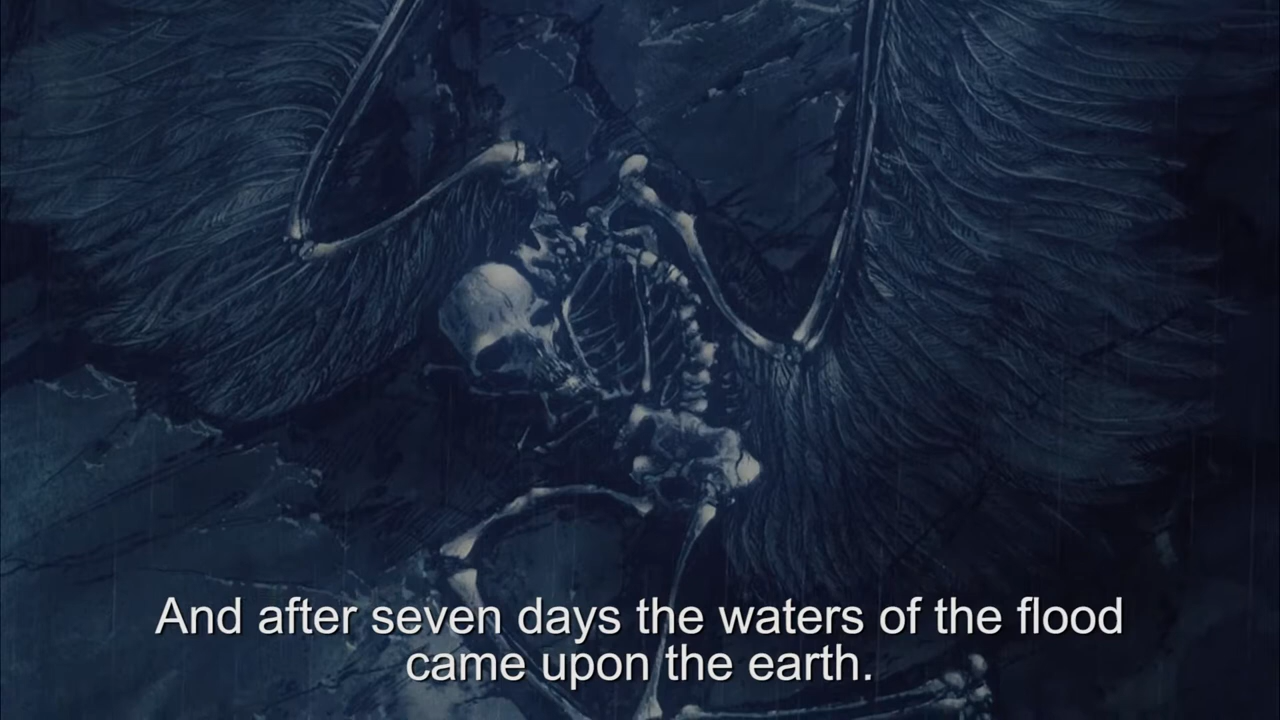 And after seven days the waters of the flood
came upon the earth.